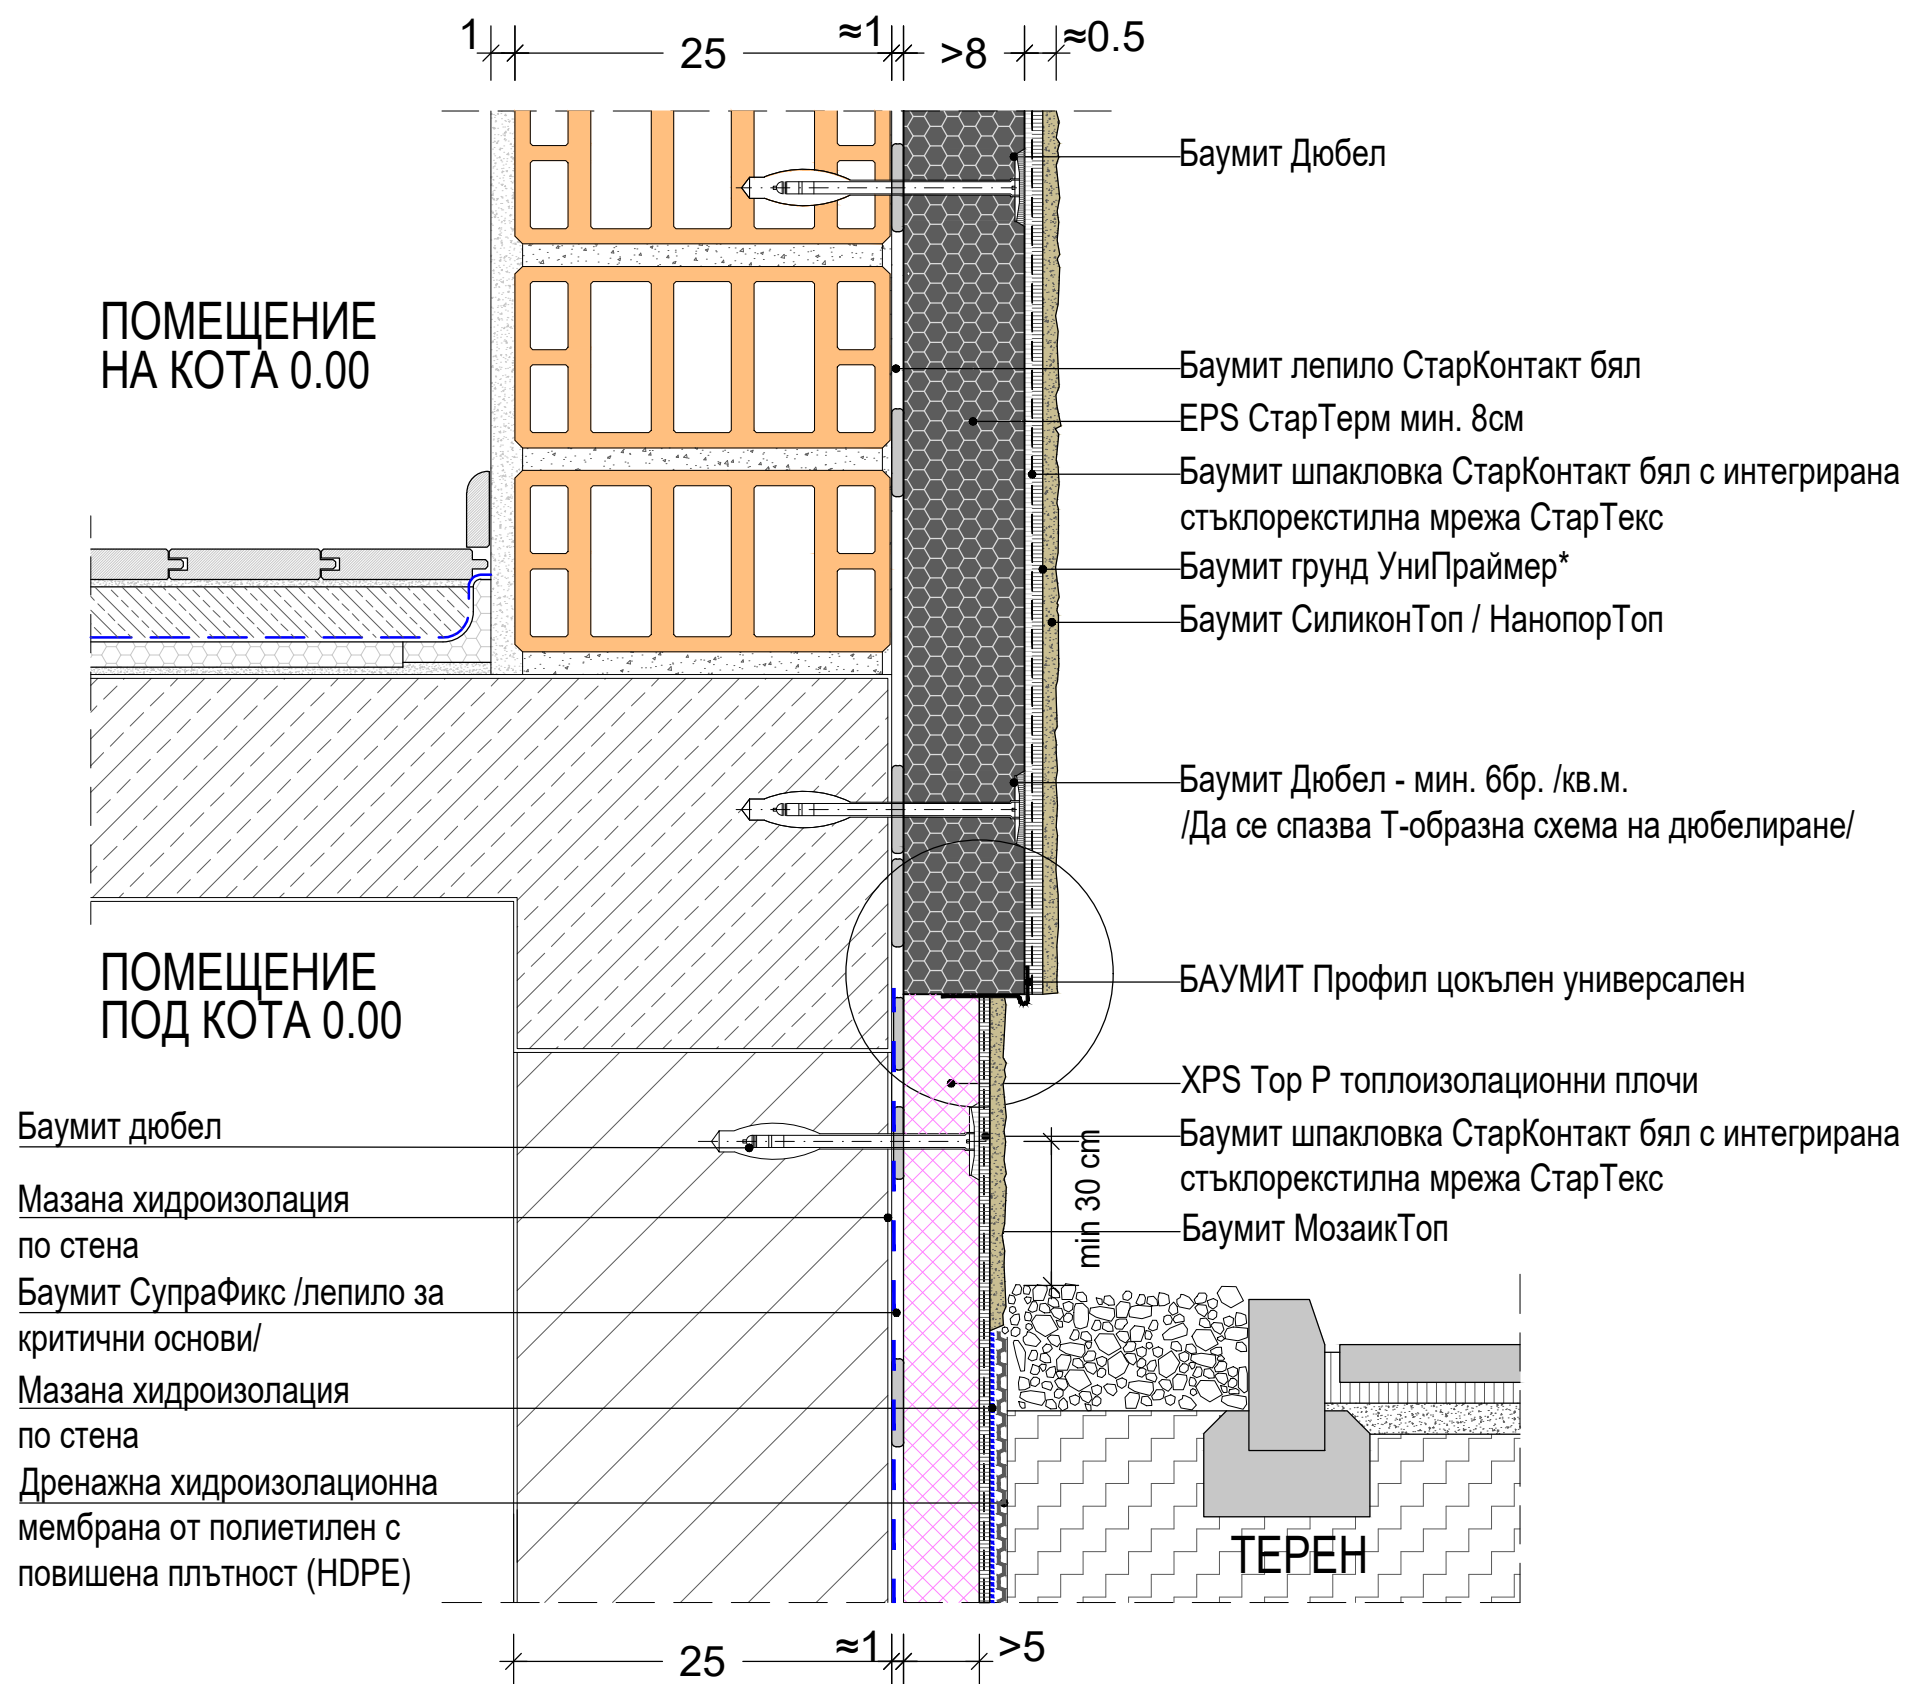 1
25
≈1
>8
≈0.5
Баумит Дюбел
ПОМЕЩЕНИЕ
НА КОТА 0.00
Баумит лепило СтарКонтакт бял
EPS СтарТерм мин. 8см
Баумит шпакловка СтарКонтакт бял с интегрирана
стъклорекстилна мрежа СтарТекс
Баумит грунд УниПраймер*
Баумит СиликонТоп / НанопорТоп
Баумит Дюбел - мин. 6бр. /кв.м.
/Да се спазва Т-образна схема на дюбелиране/
ПОМЕЩЕНИЕ
ПОД КОТА 0.00
БАУМИТ Профил цокълен универсален
XPS Top P топлоизолационни плочи
Баумит шпакловка СтарКонтакт бял с интегрирана
стъклорекстилна мрежа СтарТекс
Баумит МозаикТоп
min 30 cm
Баумит дюбел
Мазана хидроизолация
по стена
Баумит СупраФикс /лепило за
критични основи/
Мазана хидроизолация
по стена
Дренажна хидроизолационна
мембрана от полиетилен с
повишена плътност (HDPE)
ТЕРЕН
25
≈1
>5